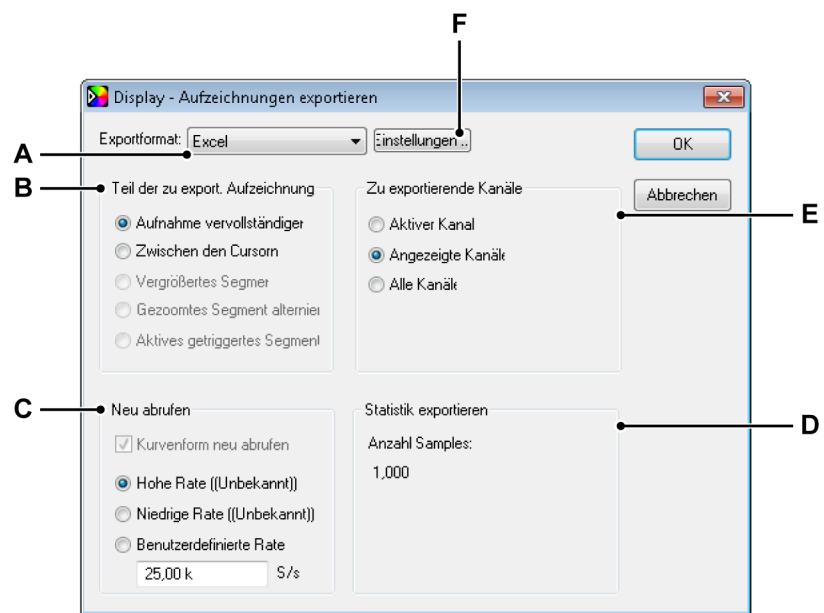 F
Display - Aufzeichnungen exportieren
A
Exportformat: Excel Einstellungen ..
OK
B
Teil der zu export. Aufzeichnung
Zu exportierende Kanäle
Abbrechen
E
Aufnahme vervollständiger
Aktiver Kanal
Zwischen den Cursorn
Angezeigte Kanäle
Vergrößertes Segmer
Alle Kanäle
Gezoomtes Segment alternier
Aktives getriggertes Segment
C
Neu abrufen
Statistik exportieren
D
Kurvenform neu abrufen
Anzahl Samples:
1,000
Hohe Rate ((Unbekannt))
Niedrige Rate ((Unbekannt))
Benutzerdefinierte Rate
25,00 k S/s